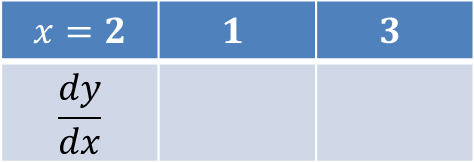 x = 2 1 3
dy
dx